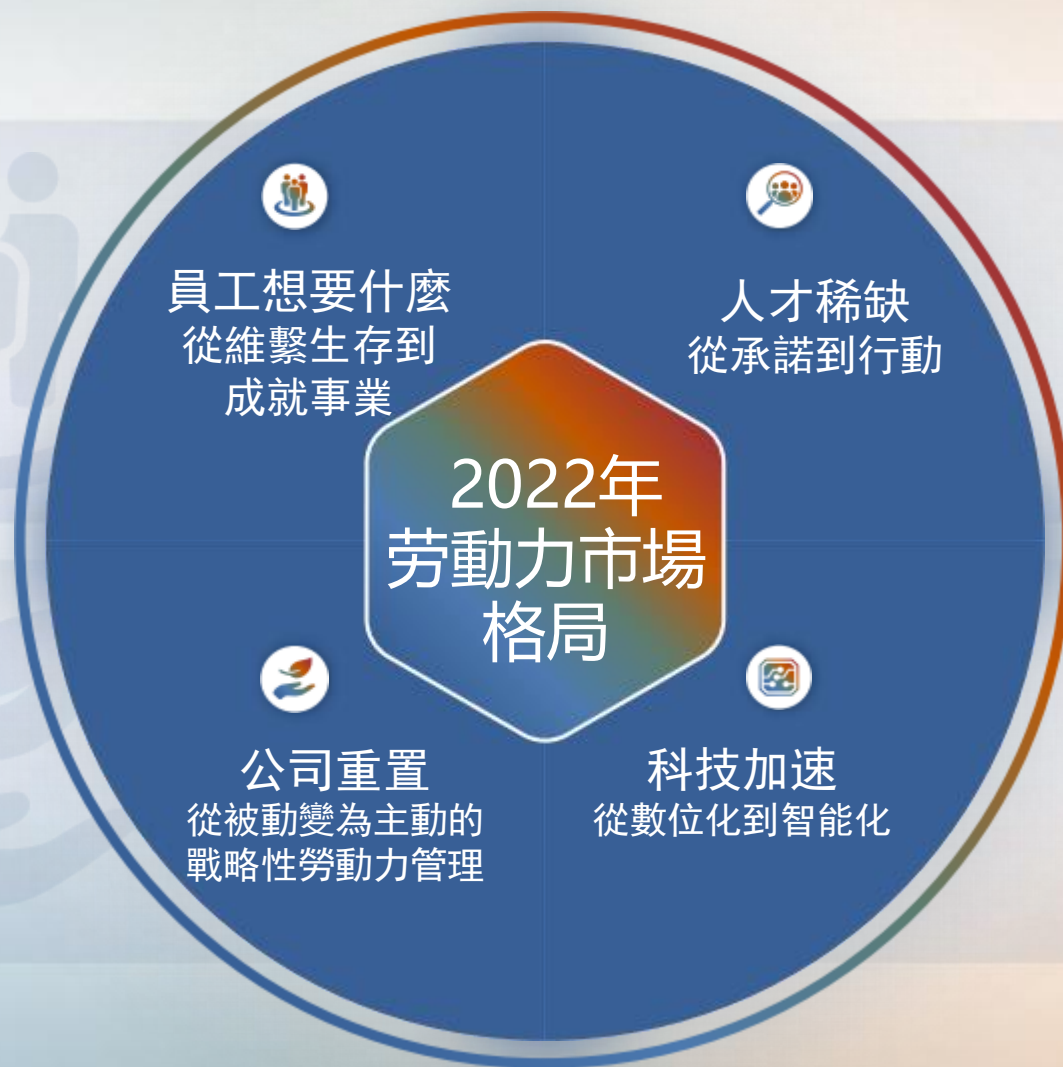 員工想要什麼
從維繫生存到
成就事業
人才稀缺
從承諾到行動
2022年
劳動力市場
格局
公司重置
從被動變為主動的
戰略性勞動力管理
科技加速
從數位化到智能化